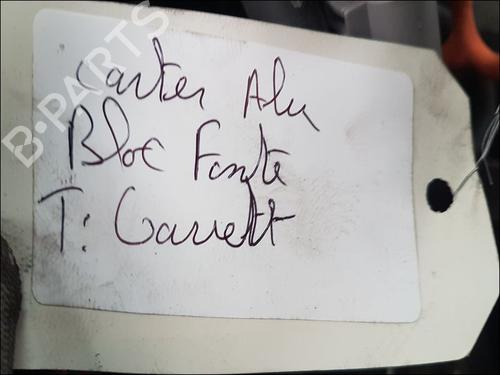 B-PARTS
Carter Alu
Bloc Fonte
T: Garrett